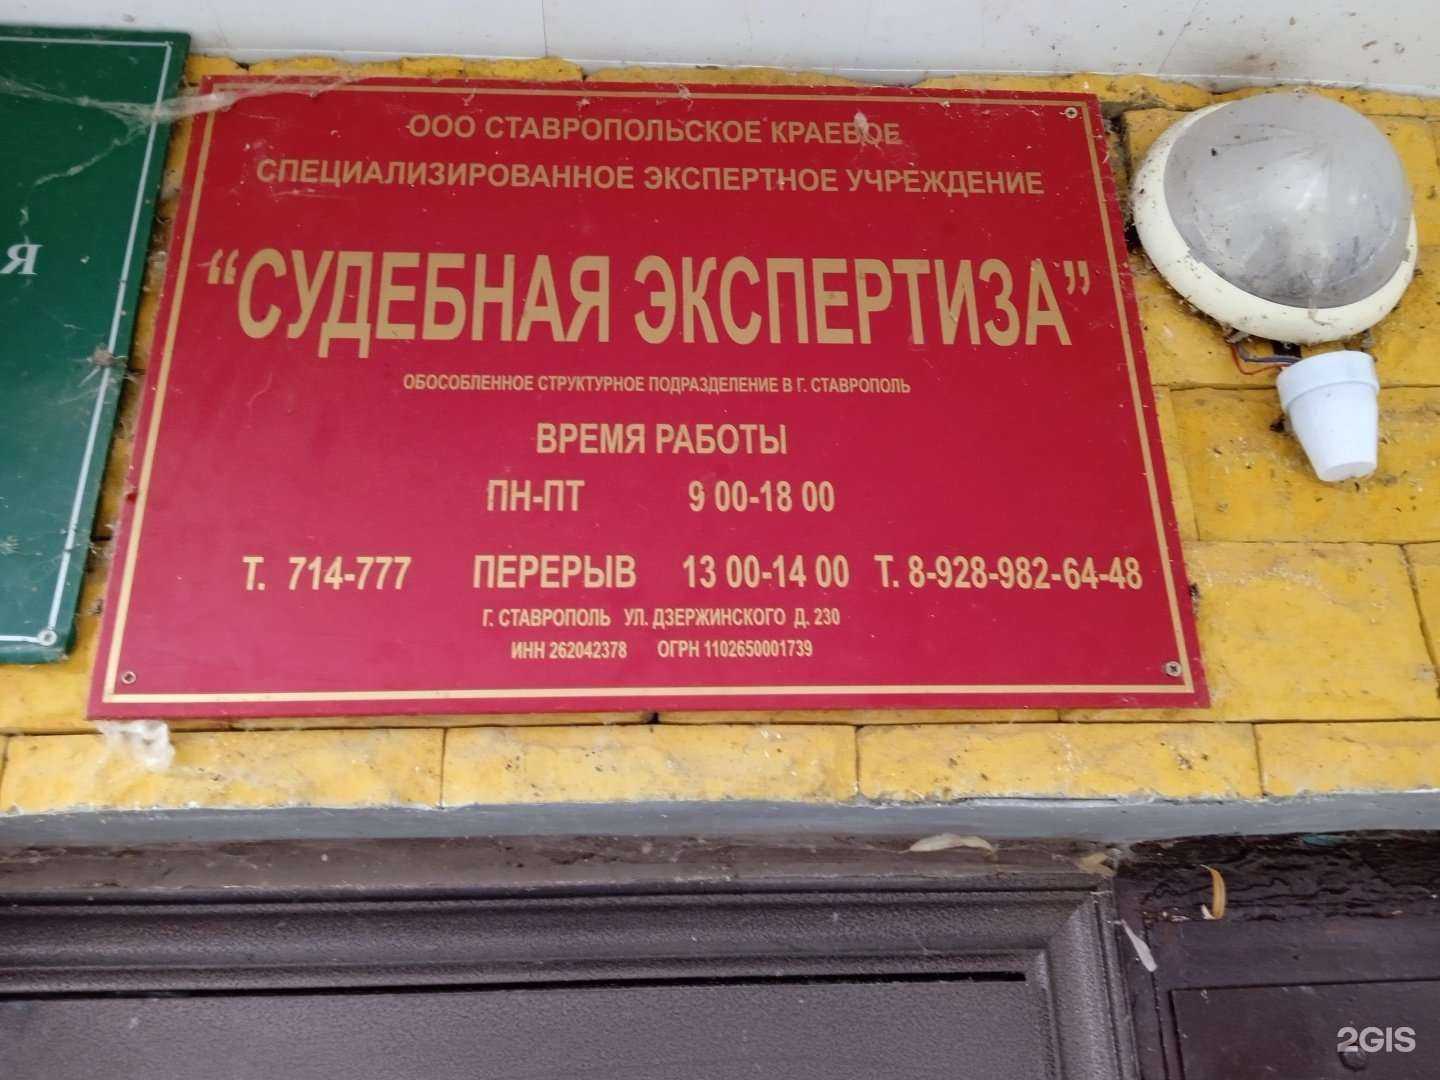 Я
ООО СТАВРОПОЛЬСКОЕ КРАЕВОЕ
СПЕЦИАЛИЗИРОВАННОЕ ЭКСПЕРТНОЕ УЧРЕЖДЕНИЕ
“СУДЕБНАЯ ЭКСПЕРТИЗА”
ОБОСОБЛЕННОЕ СТРУКТУРНОЕ ПОДРАЗДЕЛЕНИЕ В Г. СТАВРОПОЛЬ
ВРЕМЯ РАБОТЫ
ПН-ПТ 9 00-18 00
Т. 714-777 ПЕРЕРЫВ 13 00-14 00 Т. 8-928-982-64-48
Г. СТАВРОПОЛЬ УЛ. ДЗЕРЖИНСКОГО Д. 230
ИНН 262042378 ОГРН 1102650001739
2GIS